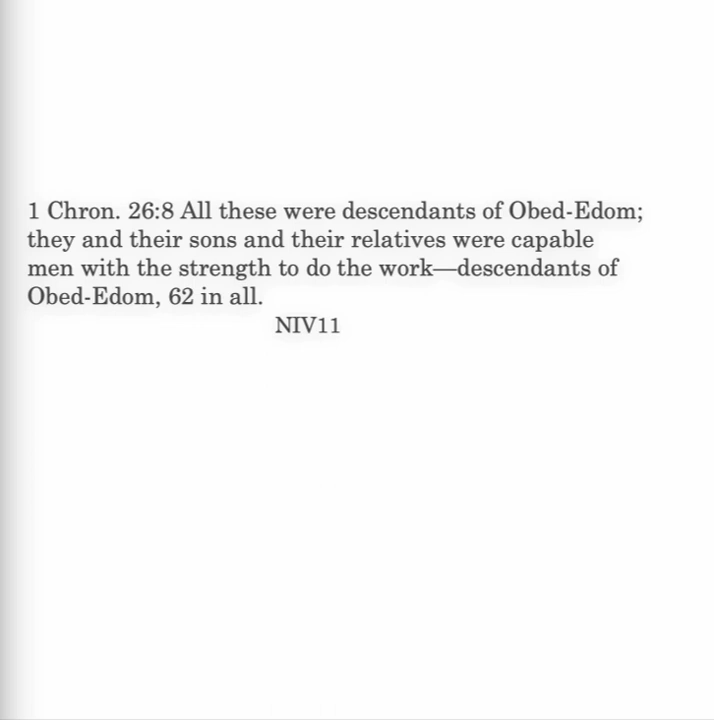 1 Chron. 26:8 All these were descendants of Obed-Edom;
they and their sons and their relatives were capable
men with the strength to do the work—descendants of
Obed-Edom, 62 in all.
NIV11